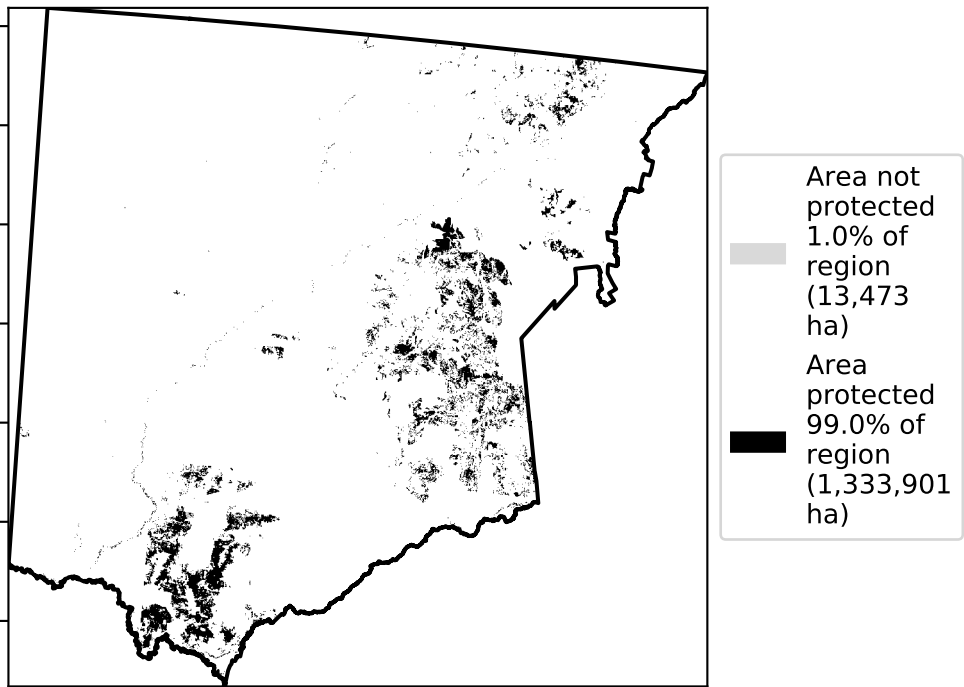 Area not
protected
1.0% of
region
(13,473
ha)
Area
protected
99.0% of
region
(1,333,901
ha)